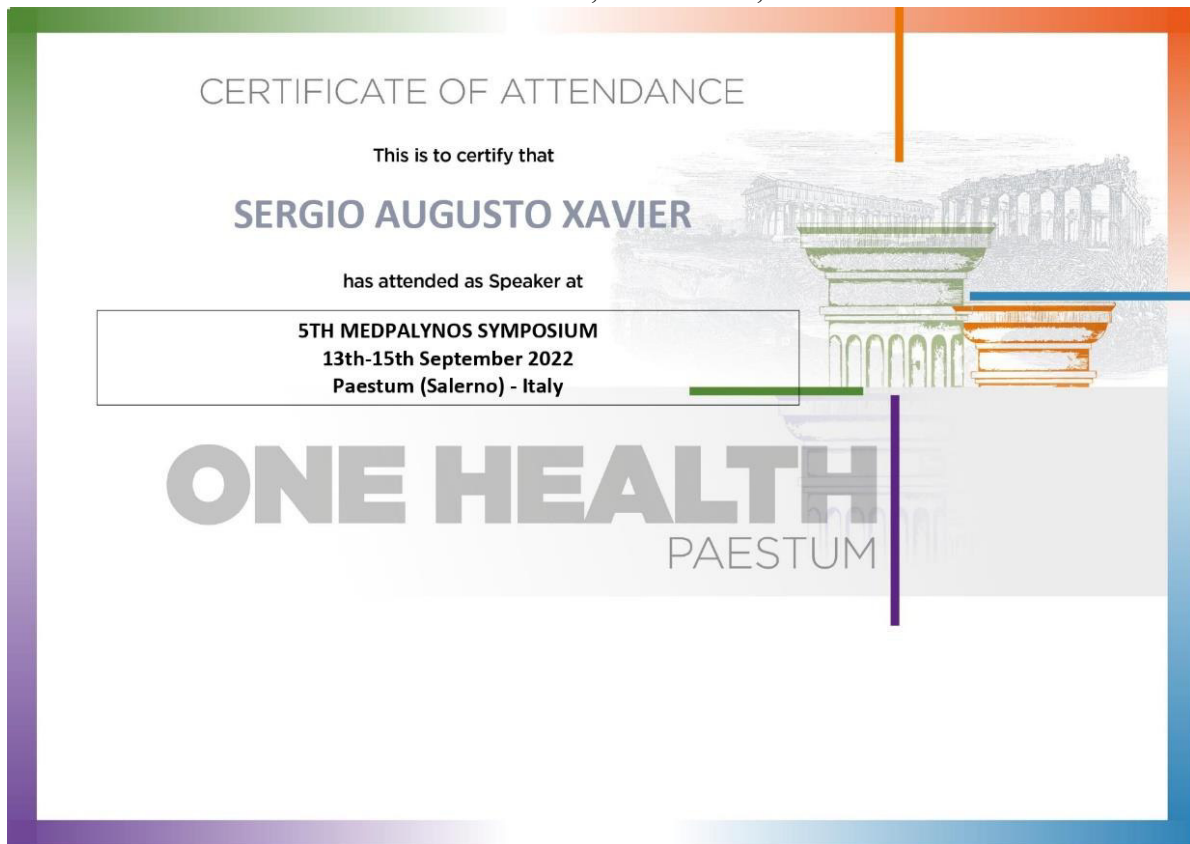 CERTIFICATE OF ATTENDANCE
This is to certify that
SERGIO AUGUSTO XAVIER
has attended as Speaker at
5TH MEDPALYNOS SYMPOSIUM
13th-15th September 2022
Paestum (Salerno) - Italy
ONE HEALTH
PAESTUM